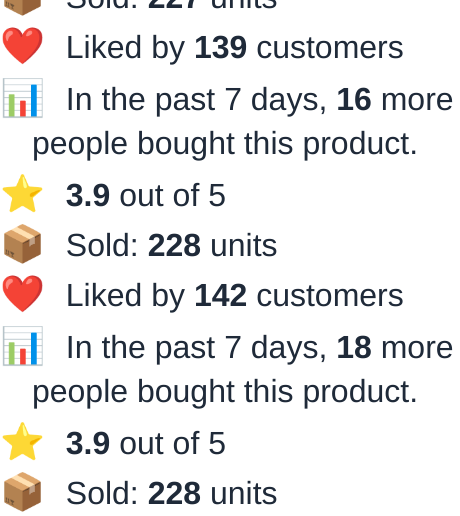 Sold: 227 units
❤️ Liked by 139 customers
📊 In the past 7 days, 16 more
people bought this product.
⭐ 3.9 out of 5
📦 Sold: 228 units
❤️ Liked by 142 customers
📊 In the past 7 days, 18 more
people bought this product.
⭐ 3.9 out of 5
📦 Sold: 228 units